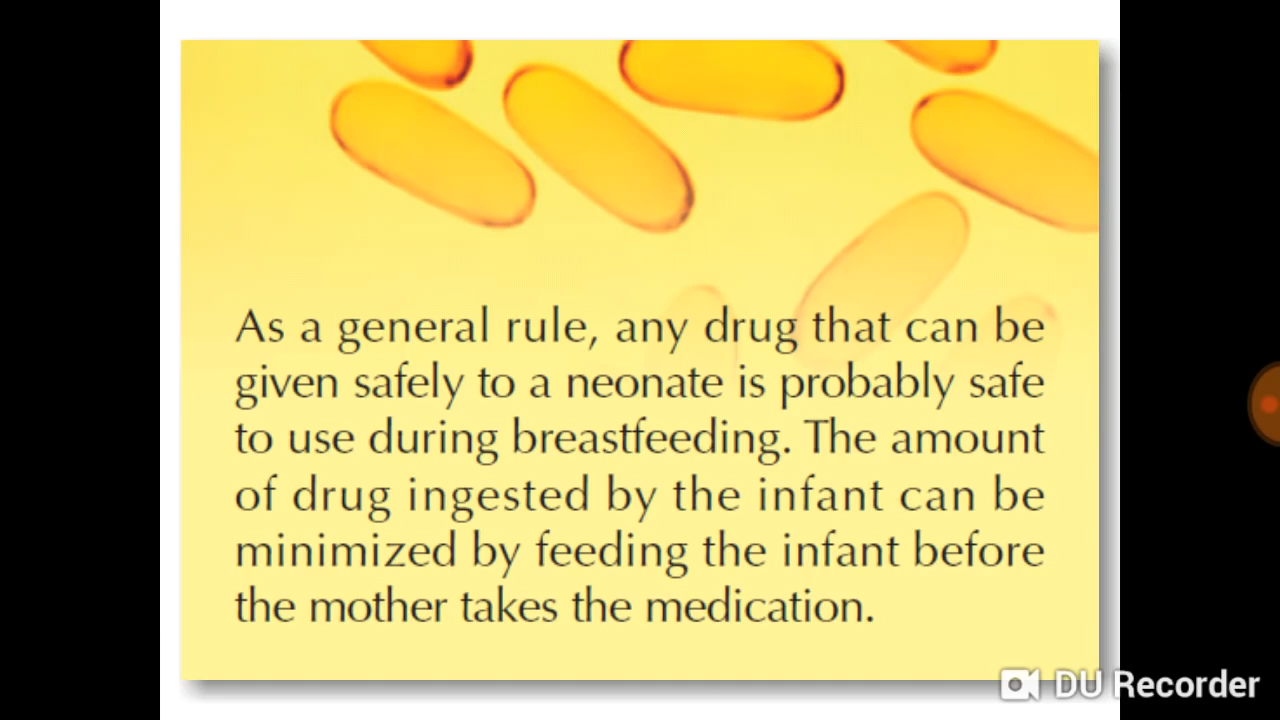 As a general rule, any drug that can be
given safely to a neonate is probably safe
to use during breastfeeding. The amount
of drug ingested by the infant can be
minimized by feeding the infant before
the mother takes the medication.
DU Recorder